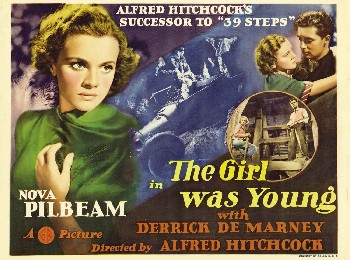 ALFRED HITCHCOCK'S
SUCCESSOR TO "39 STEPS"
NOVA
PILBEAM
in The Girl
was Young
with
DERRICK DE MARNEY
A GB Picture
Directed by ALFRED HITCHCOCK